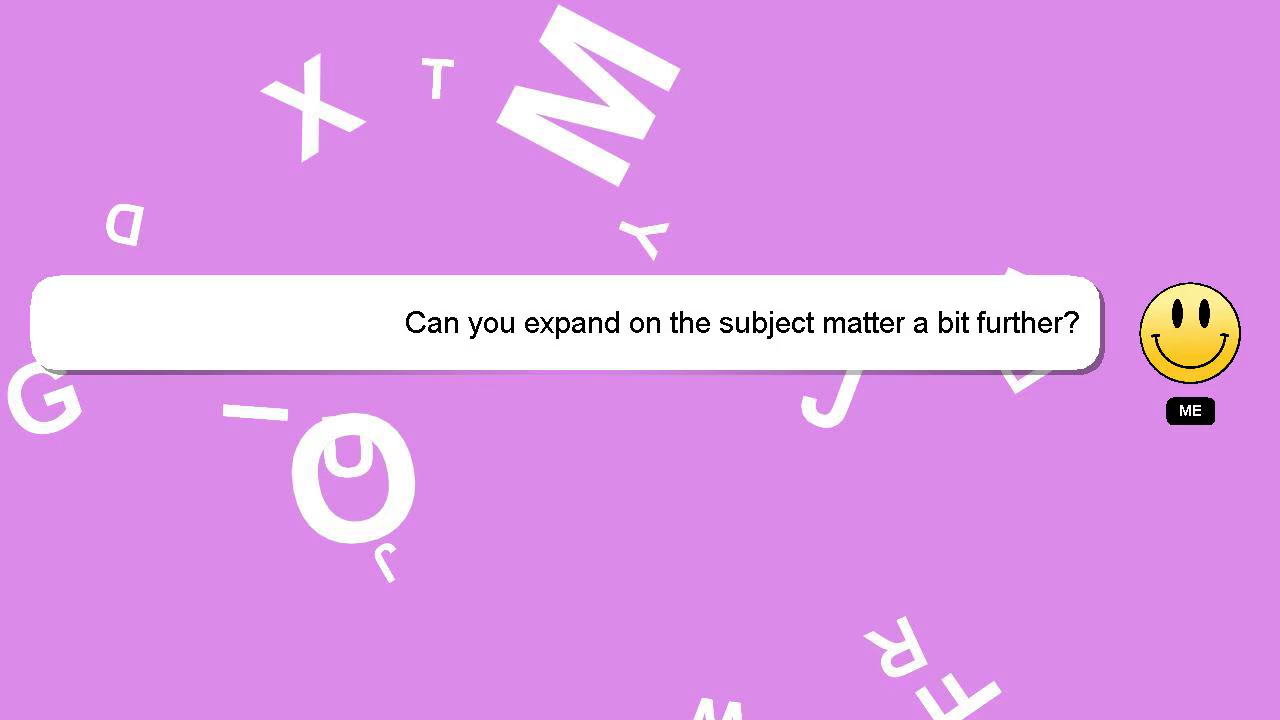 X
T
M
D
Y
Can you expand on the subject matter a bit further?
ME
G
I
J
O
U
J
R
F
W